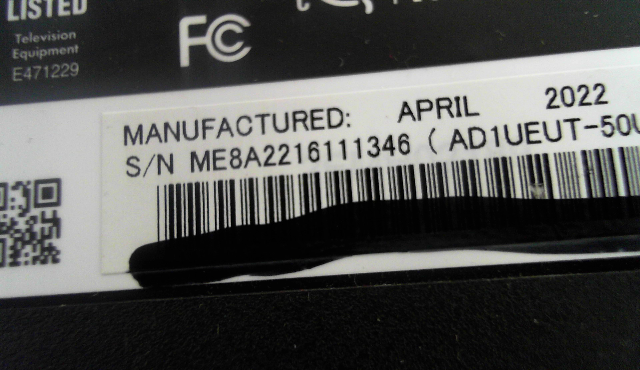 LISTED
Television
Equipment
E471229
FC
MANUFACTURED: APRIL 2022
S/N ME8A2216111346 ( AD1UEUT-50U